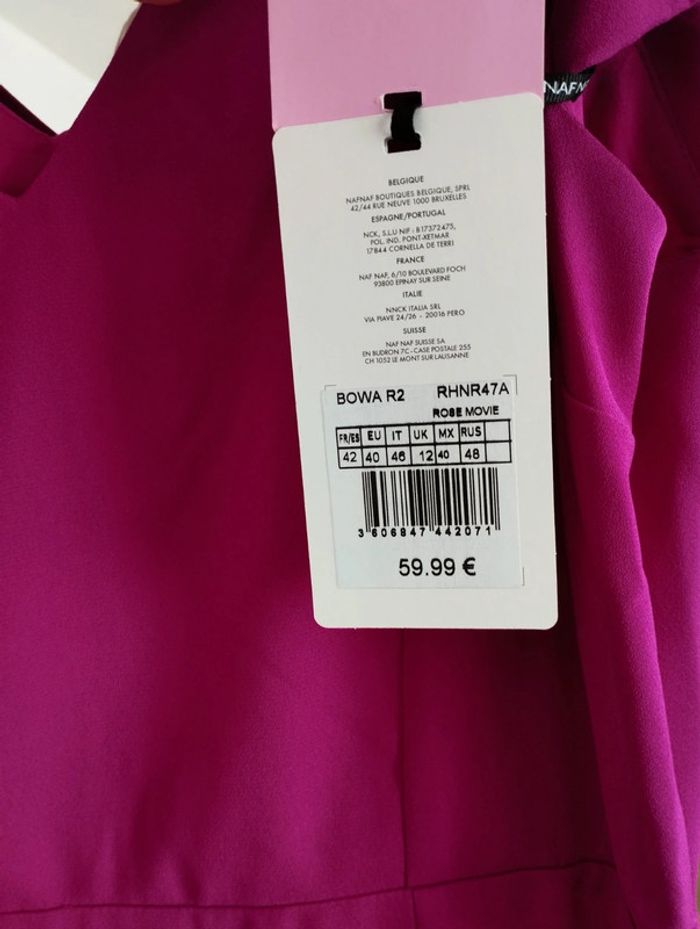 NAFN
BELGIQUE
NAFNAF BOUTIQUES BELGIQUE, SPRL
42/44 RUE NEUVE 1000 BRUXELLES
ESPAGNE/PORTUGAL
NCK, S.L.U NIF : B17372475,
POL. IND. PONT-XETMAR
17844 CORNELLA DE TERRI
FRANCE
NAF NAF, 6/10 BOULEVARD FOCH
93800 EPINAY SUR SEINE
ITALIE
NNCK ITALIA SRL
VIA PIAVE 24/26 - 20016 PERO
SUISSE
NAF NAF SUISSE SA
EN BUDRON 7C-CASE POSTALE 255
CH 1052 LE MONT SUR LAUSANNE
BOWA R2 RHNR47A
ROSE MOVIE
FR/ES EU IT UK MX RUS
42 40 46 12 40 48
3 606847 442071
59.99 €